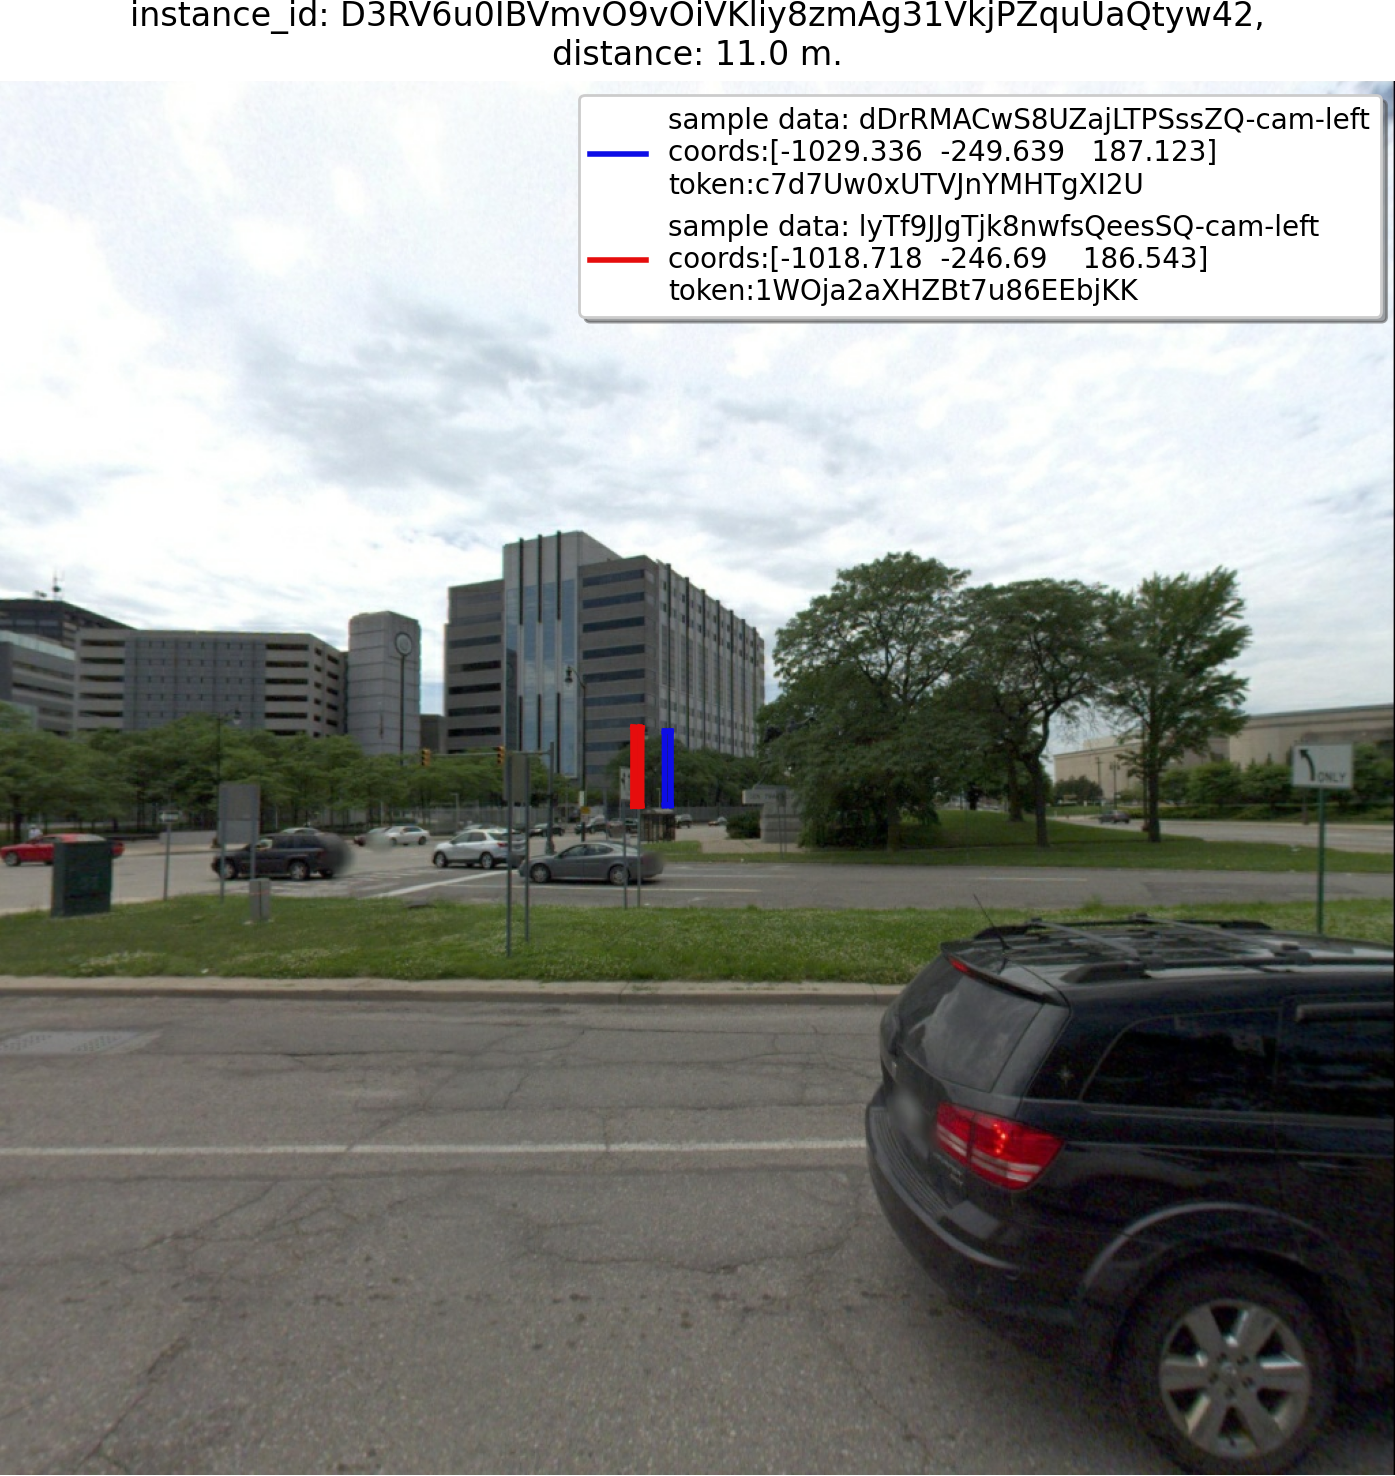 instance_id: D3RV6u0IBVmvO9vOiVKliy8zmAg31VkjPZquUaQtyw42,
distance: 11.0 m.
sample data: dDrRMACwS8UZajLTPSssZQ-cam-left
coords:[-1029.336 -249.639 187.123]
token:c7d7Uw0xUTVJnYMHTgXI2U
sample data: lyTf9JJgTjk8nwfsQeesSQ-cam-left
coords:[-1018.718 -246.69 186.543]
token:1WOja2aXHZBt7u86EEbjKK
ONLY